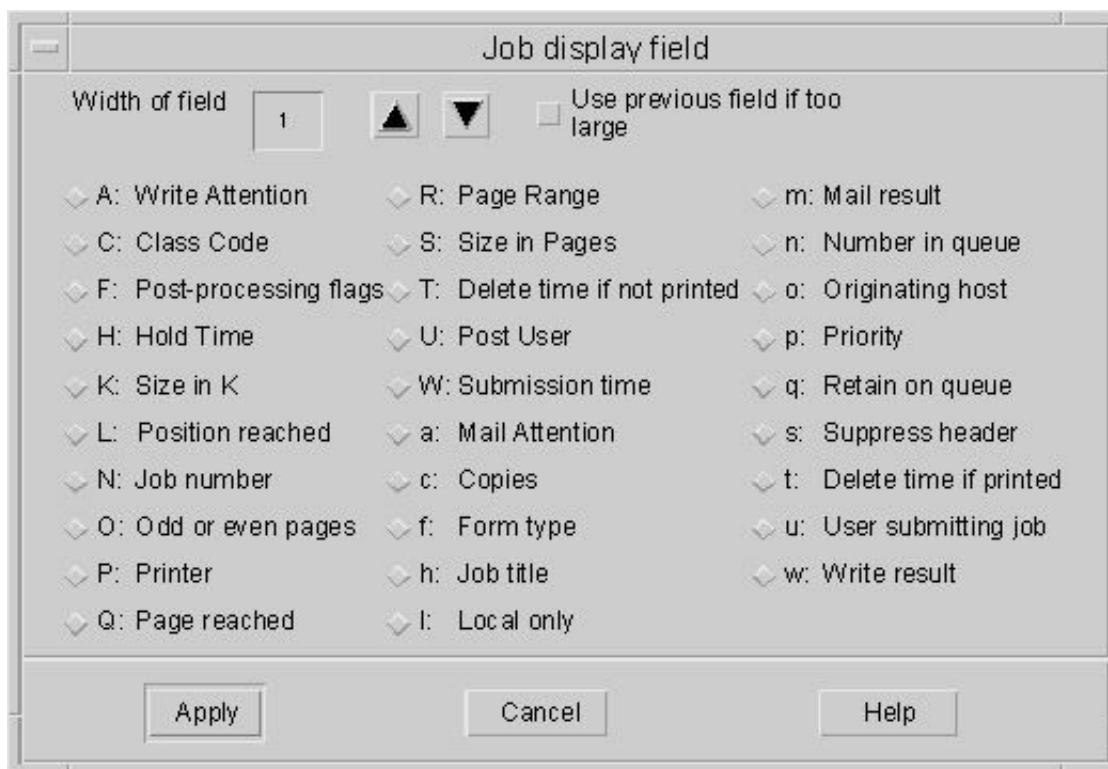 Job display field
Width of field
1
Use previous field if too
large
A: Write Attention
C: Class Code
F: Post-processing flags
H: Hold Time
K: Size in K
L: Position reached
N: Job number
O: Odd or even pages
P: Printer
Q: Page reached
R: Page Range
S: Size in Pages
T: Delete time if not printed
U: Post User
W: Submission time
a: Mail Attention
c: Copies
f: Form type
h: Job title
l: Local only
m: Mail result
n: Number in queue
o: Originating host
p: Priority
q: Retain on queue
s: Suppress header
t: Delete time if printed
u: User submitting job
w: Write result
Apply
Cancel
Help